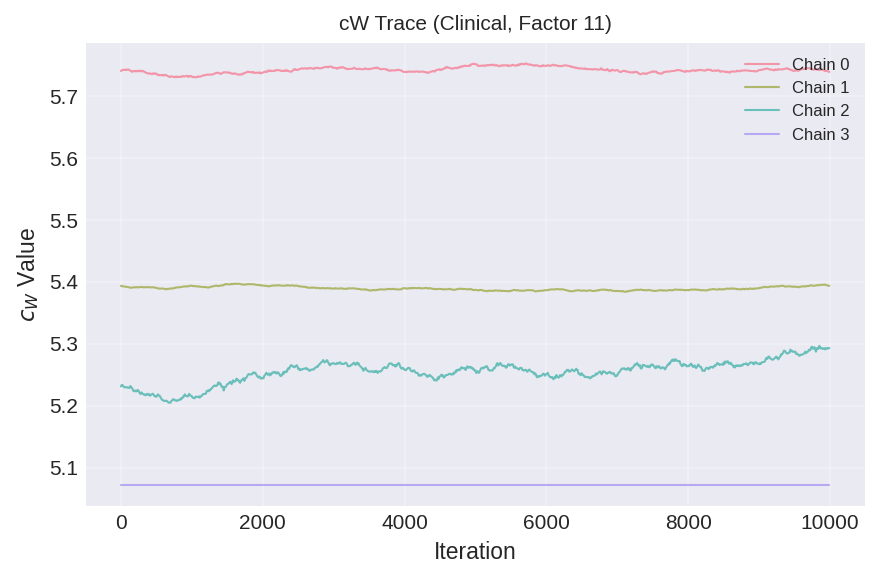 cW Trace (Clinical, Factor 11)
Chain 0
Chain 1
Chain 2
Chain 3
5.7
5.6
5.5
5.4
5.3
5.2
5.1
c_W Value
0 2000 4000 6000 8000 10000
Iteration